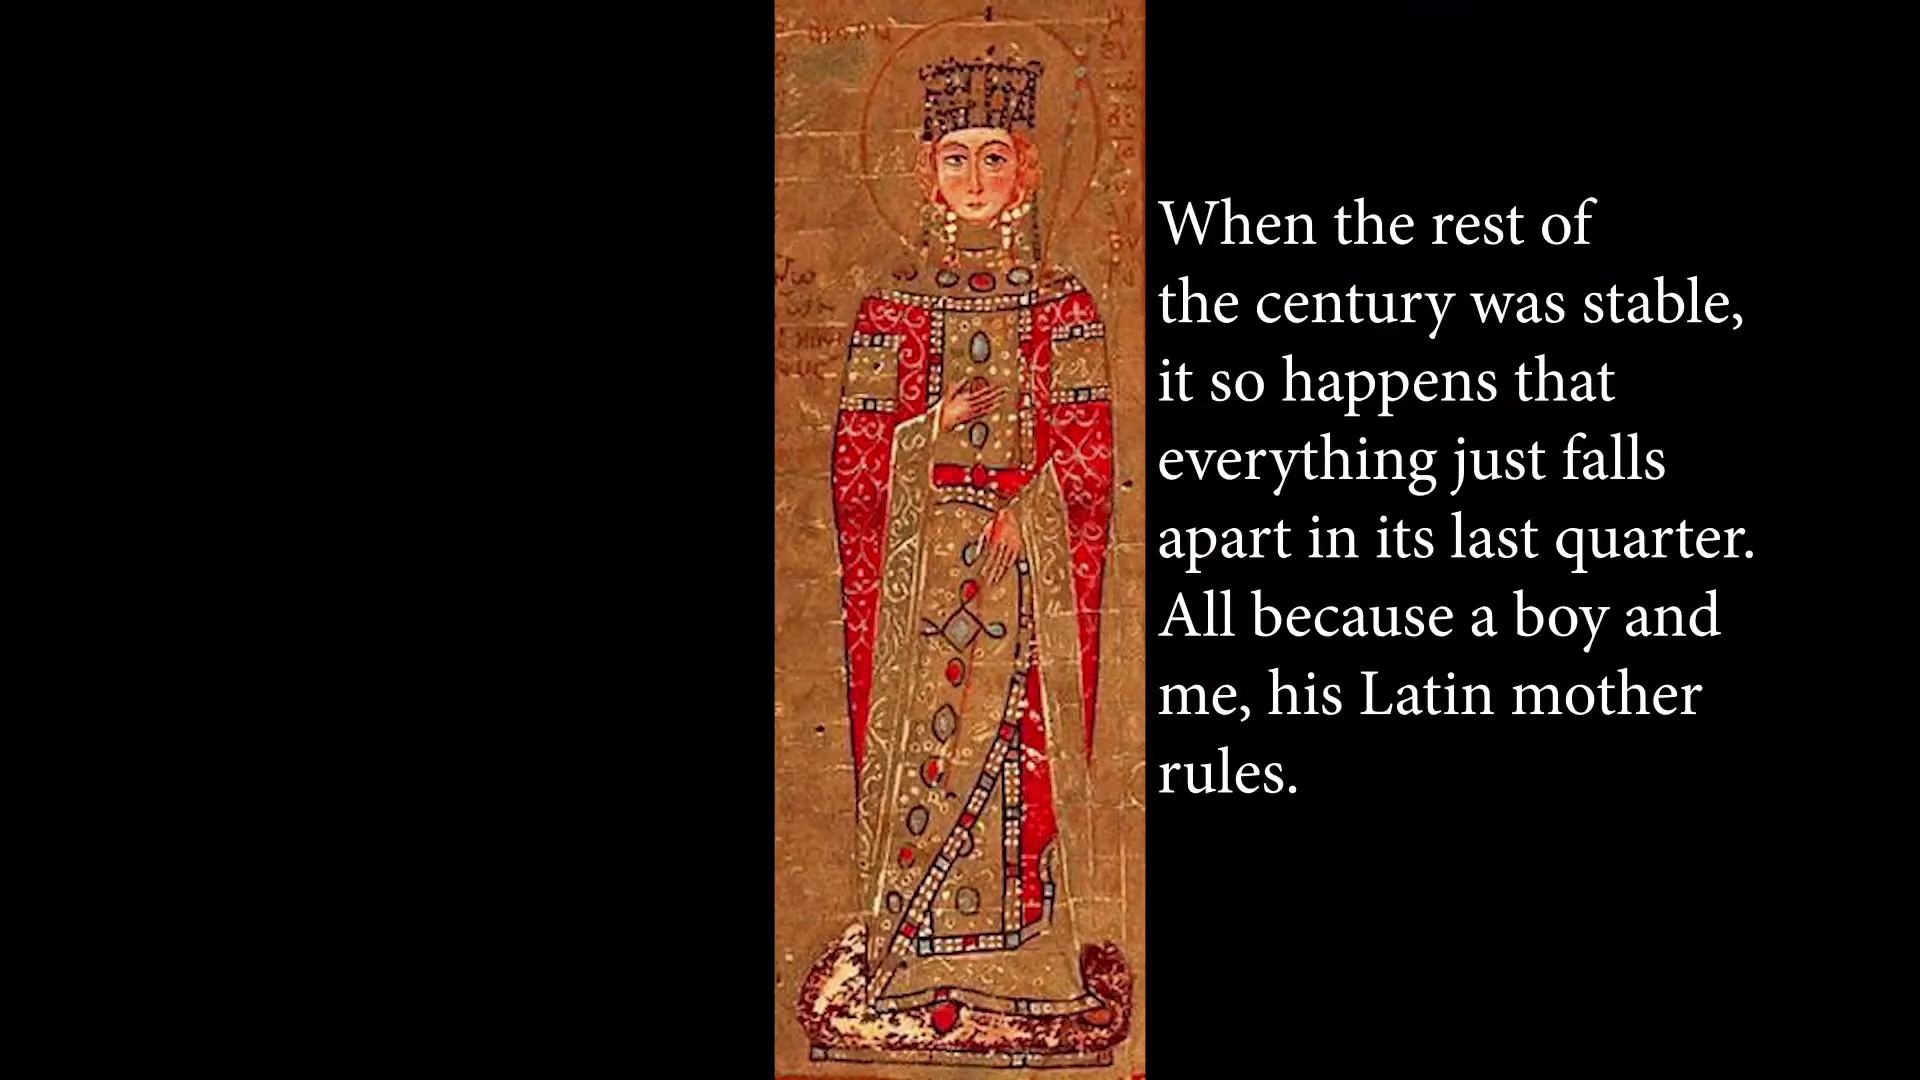 When the rest of
the century was stable,
it so happens that
everything just falls
apart in its last quarter.
All because a boy and
me, his Latin mother
rules.